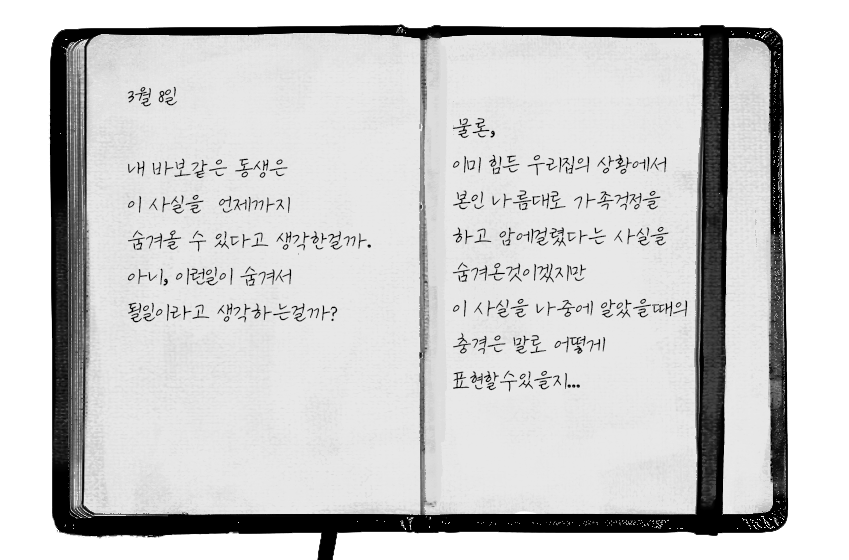 3월 8일
내 바보같은 동생은
이 사실을 언제까지
숨겨올 수 있다고 생각한걸까.
아니, 이런일이 숨겨서
될일이라고 생각하는걸까?
물론,
이미 힘든 우리집의 상황에서
본인 나름대로 가족걱정을
하고 암에걸렸다는 사실을
숨겨온것이겠지만
이 사실을 나중에 알았을때의
충격은 말로 어떻게
표현할수있을지...